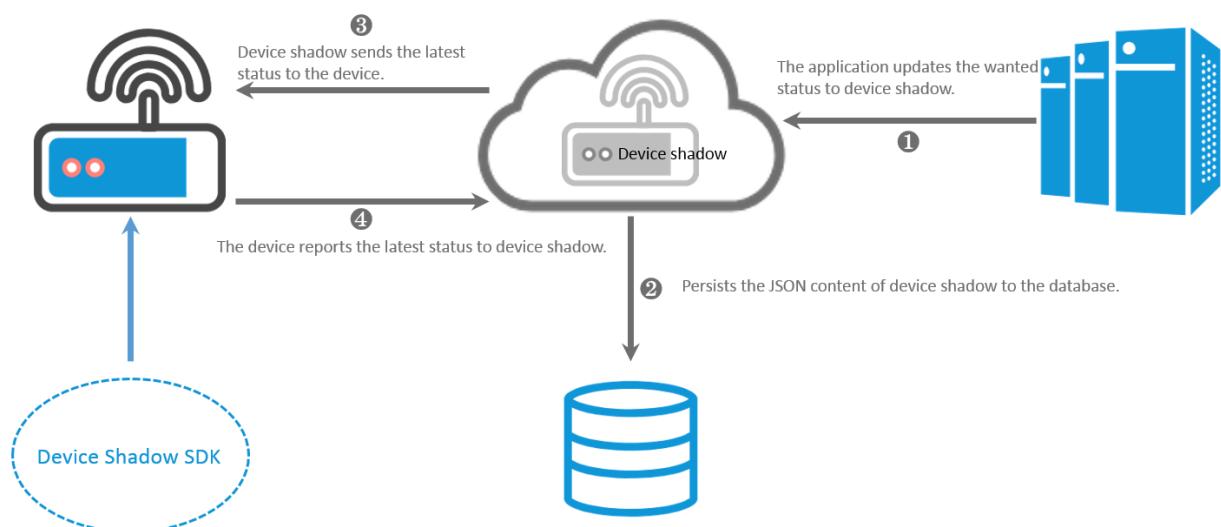 ❸
Device shadow sends the latest
status to the device.
The application updates the wanted
status to device shadow.
❶
Device shadow
❹
The device reports the latest status to device shadow.
❷ Persists the JSON content of device shadow to the database.
Device Shadow SDK